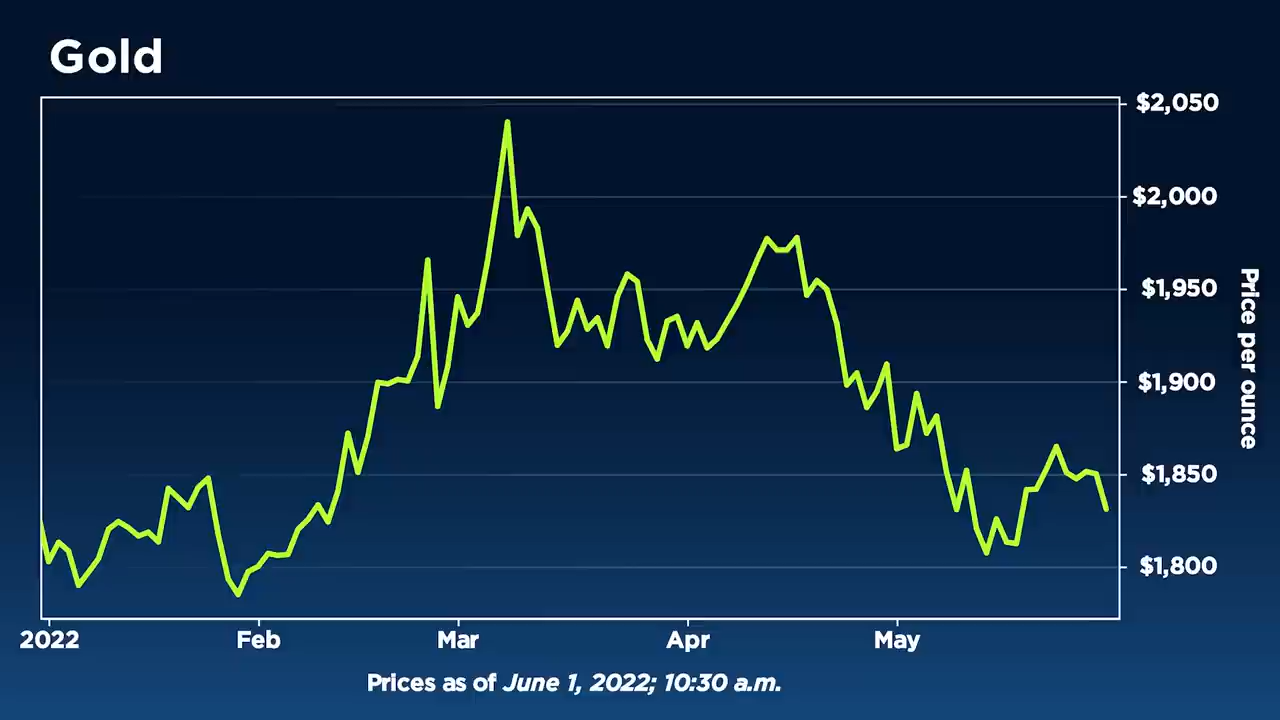 Gold
$2,050
$2,000
$1,950
$1,900
$1,850
$1,800
Price per ounce
2022 Feb Mar Apr May
Prices as of June 1, 2022; 10:30 a.m.